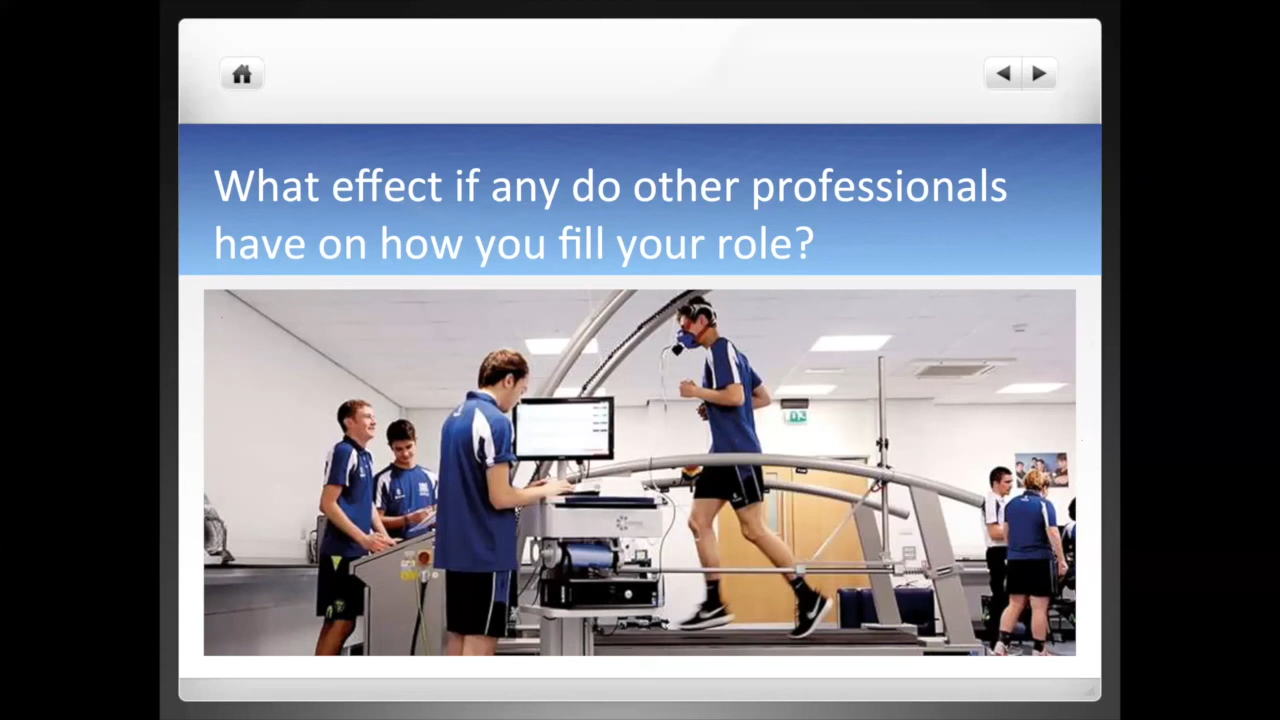 What effect if any do other professionals
have on how you fill your role?